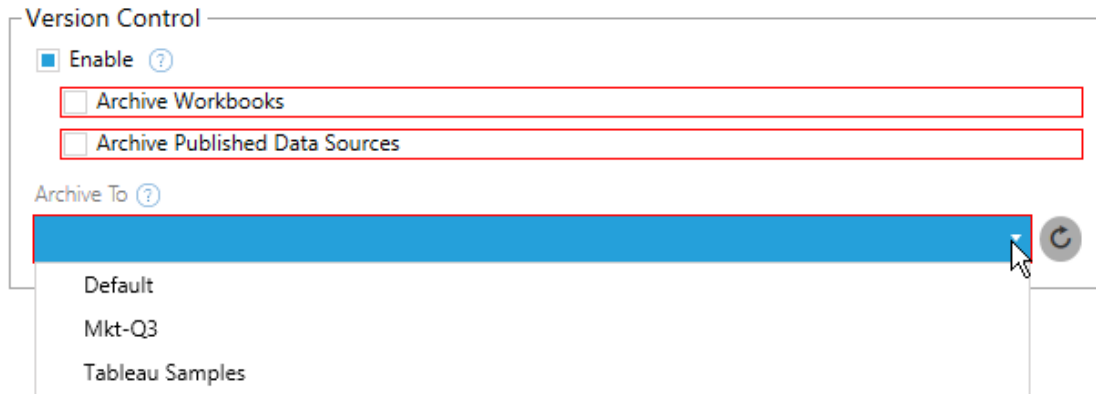 Version Control
Enable ?
Archive Workbooks
Archive Published Data Sources
Archive To ?
Default
Mkt-Q3
Tableau Samples